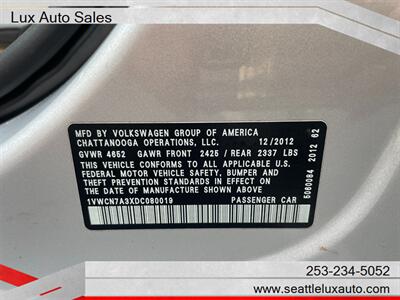 Lux Auto Sales
MFD. BY VOLKSWAGEN GROUP OF AMERICA
CHATTANOOGA OPERATIONS, LLC. 12/2012
GVWR 4652 GAWR FRONT 2425 / REAR 2337 LBS
THIS VEHICLE CONFORMS TO ALL APPLICABLE U.S.
FEDERAL MOTOR VEHICLE SAFETY, BUMPER AND
THEFT PREVENTION STANDARDS IN EFFECT ON
THE DATE OF MANUFACTURE SHOWN ABOVE.
1VWCN7A3XDC080019 PASSENGER CAR
5060084 2012 62
253-234-5052
www.seattleluxauto.com